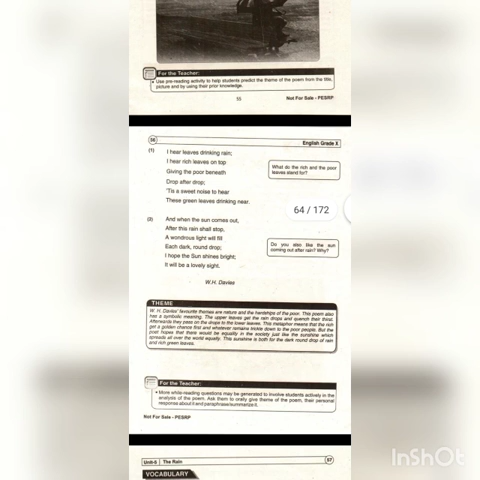 For the Teacher:
• Use pre-reading activity to help students predict the theme of the poem from the title,
picture and by using their prior knowledge.
55
Not For Sale - PESRP
56
English Grade X
(1)
I hear leaves drinking rain;
I hear rich leaves on top
Giving the poor beneath
Drop after drop;
'Tis a sweet noise to hear
These green leaves drinking near.
What do the rich and the poor
leaves stand for?
64 / 172
(2)
And when the sun comes out,
After this rain shall stop,
A wondrous light will fill
Each dark, round drop;
I hope the Sun shines bright;
It will be a lovely sight.
Do you also like the sun
coming out after rain? Why?
W.H. Davies
THEME
W. H. Davies' favourite themes are nature and the hardships of the poor. This poem also
has a symbolic meaning. The upper leaves get the rain drops and quench their thirst.
Afterwards they pass on the drops to the lower leaves. This metaphor means that the rich
get a golden chance first and whatever remains trickle down to the poor people. But the
poet hopes that there would be equality in the society just like the sunshine which
spreads all over the world equally. This sunshine is both for the dark round drop of rain
and rich green leaves.
For the Teacher:
• More while-reading questions may be generated to involve students actively in the
analysis of the poem. Ask them to orally give theme of the poem, their personal
response about it and paraphrase/summarize it.
Not For Sale - PESRP
Unit-5 The Rain
57
VOCABULARY
InShOt